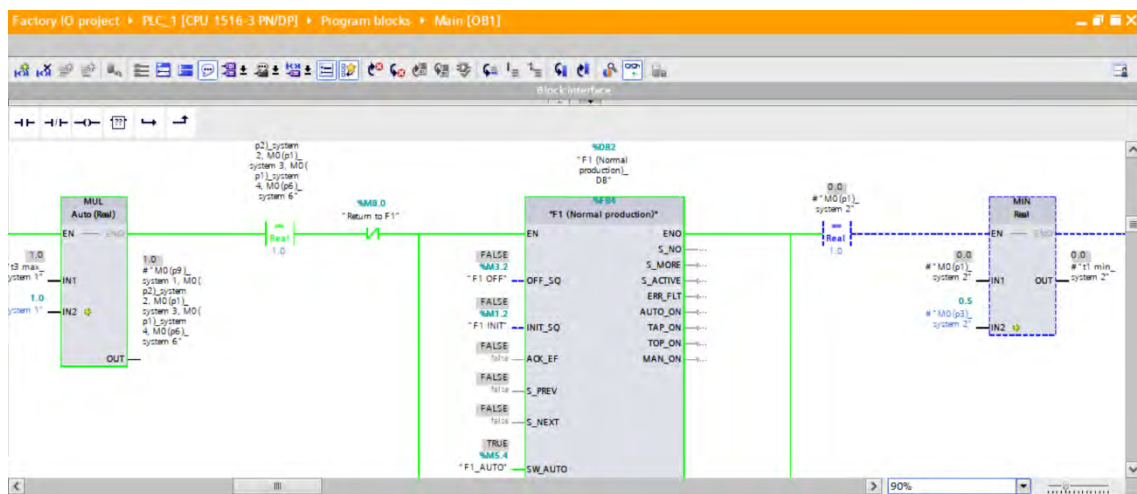 Factory IO project ▸ PLC_1 [CPU 1516-3 PN/DP] ▸ Program blocks ▸ Main [OB1]
Block interface
??
p2)_system
2, M0(p1)_
system 3, M0(
p1)_system
4, M0(p6)_
system 6"
==
Real
1.0
%M8.0
"Return to F1"
MUL
Auto (Real)
EN
ENO
1.0
"t3 max_
system 1"
IN1
1.0
system 1"
IN2
OUT
1.0
#"M0(p9)_
system 1, M0(
p2)_system
2, M0(p1)_
system 3, M0(
p1)_system
4, M0(p6)_
system 6"
%DB2
"F1 (Normal
production)_
DB"
%FB4
"F1 (Normal production)"
EN
ENO
S_NO
S_MORE
S_ACTIVE
ERR_FLT
AUTO_ON
TAP_ON
TOP_ON
MAN_ON
FALSE
%M3.2
"F1 OFF"
OFF_SQ
FALSE
%M1.2
"F1 INIT"
INIT_SQ
FALSE
false
ACK_EF
FALSE
false
S_PREV
FALSE
false
S_NEXT
TRUE
%M5.4
"F1_AUTO"
SW_AUTO
0.0
#"M0(p1)_
system 2"
==
Real
1.0
MIN
Real
EN
ENO
0.0
#"M0(p1)_
system 2"
IN1
0.5
#"M0(p3)_
system 2"
IN2
OUT
0.0
#"t1 min_
system 2"
90%